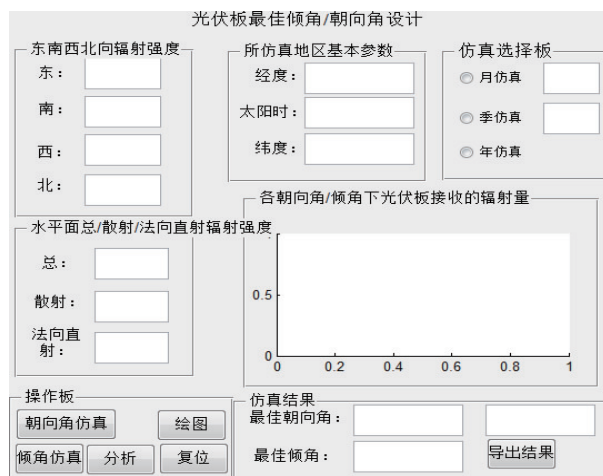 光伏板最佳倾角/朝向角设计
东南西北向辐射强度
东：
南：
西：
北：
所仿真地区基本参数
经度：
太阳时：
纬度：
仿真选择板
月仿真
季仿真
年仿真
水平面总/散射/法向直射辐射强度
总：
散射：
法向直
射：
各朝向角/倾角下光伏板接收的辐射量
1
0.5
0
0 0.2 0.4 0.6 0.8 1
操作板
朝向角仿真 绘图
倾角仿真 分析 复位
仿真结果
最佳朝向角：
最佳倾角：
导出结果